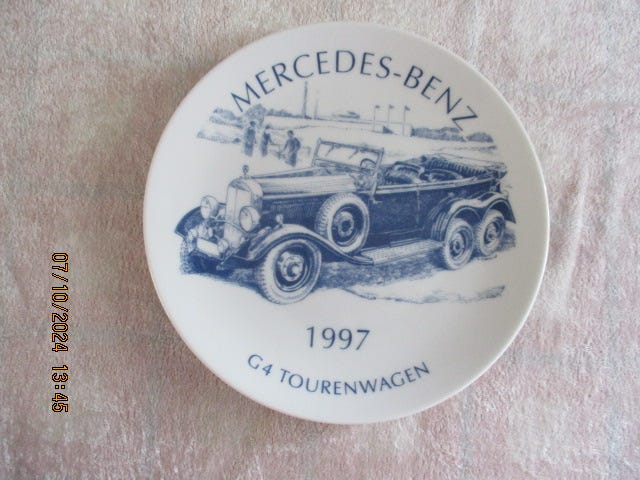 MERCEDES-BENZ
1997
G4 TOURENWAGEN
07/10/2024 13:45